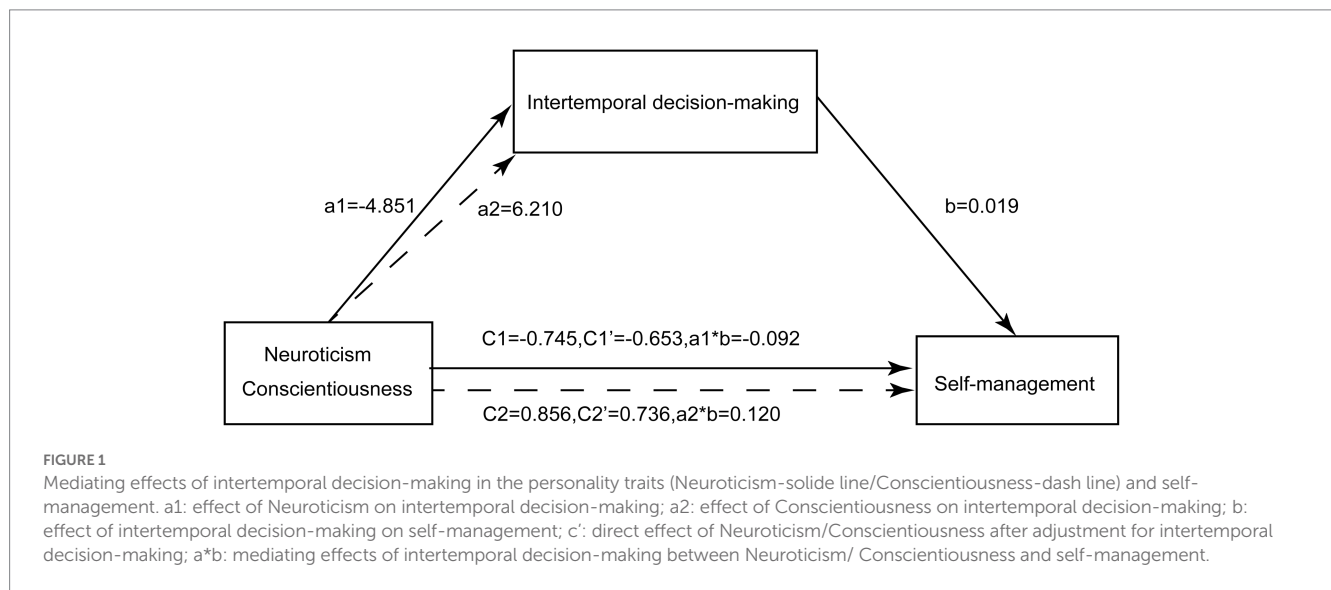 Intertemporal decision-making
a1=-4.851
a2=6.210
b=0.019
Neuroticism
Conscientiousness
C1=-0.745,C1’=-0.653,a1*b=-0.092
C2=0.856,C2’=0.736,a2*b=0.120
Self-management
FIGURE 1
Mediating effects of intertemporal decision-making in the personality traits (Neuroticism-solide line/Conscientiousness-dash line) and self-
management. a1: effect of Neuroticism on intertemporal decision-making; a2: effect of Conscientiousness on intertemporal decision-making; b:
effect of intertemporal decision-making on self-management; c‘: direct effect of Neuroticism/Conscientiousness after adjustment for intertemporal
decision-making; a*b: mediating effects of intertemporal decision-making between Neuroticism/ Conscientiousness and self-management.